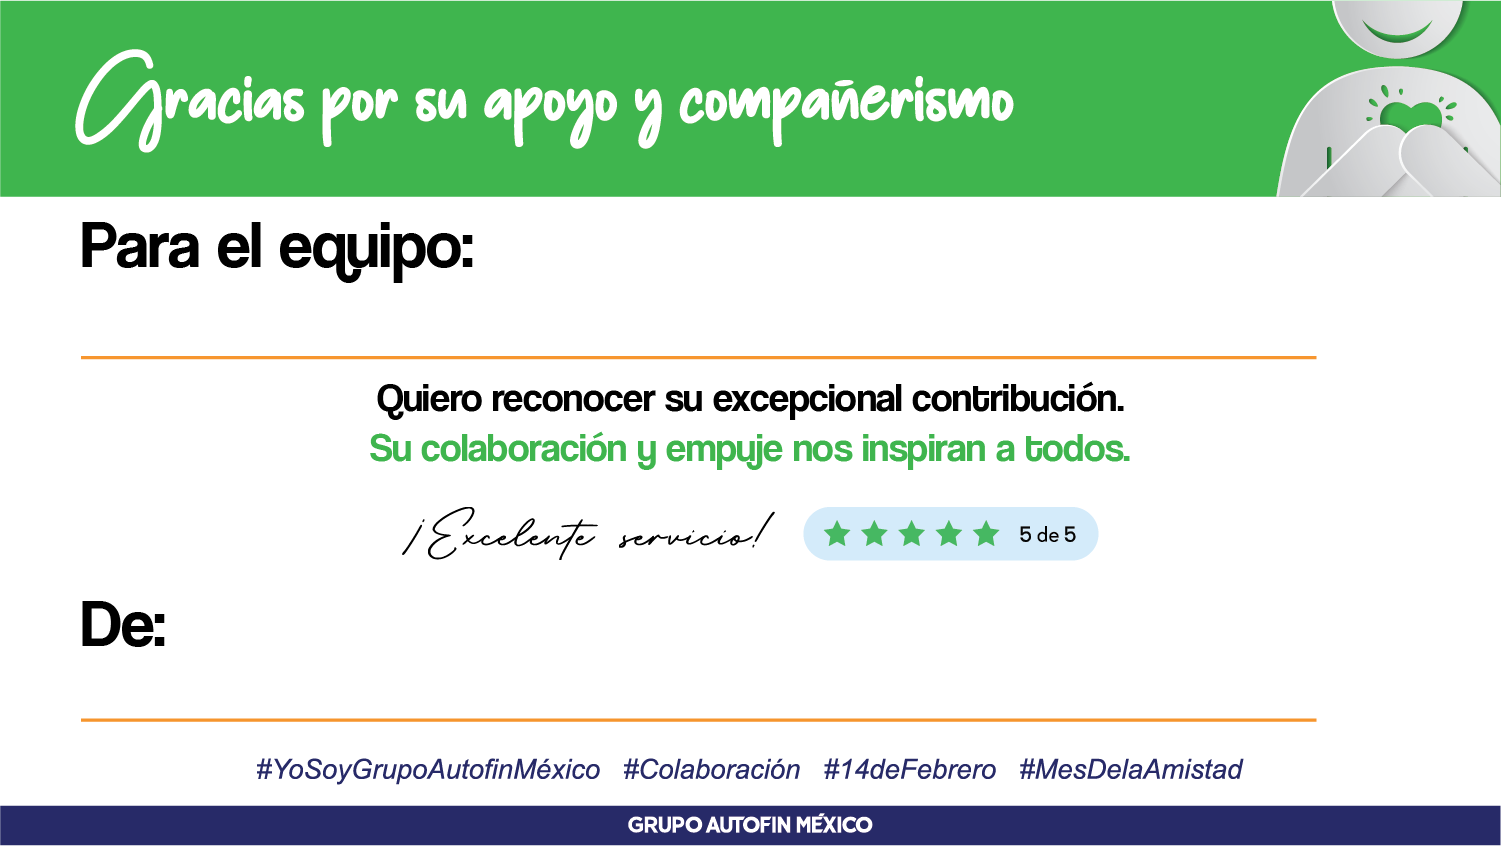 Gracias por su apoyo y compañerismo
Para el equipo:
Quiero reconocer su excepcional contribución.
Su colaboración y empuje nos inspiran a todos.
¡Excelente servicio! 5 de 5
De:
#YoSoyGrupoAutofinMéxico #Colaboración #14deFebrero #MesDelaAmistad
GRUPO AUTOFIN MÉXICO